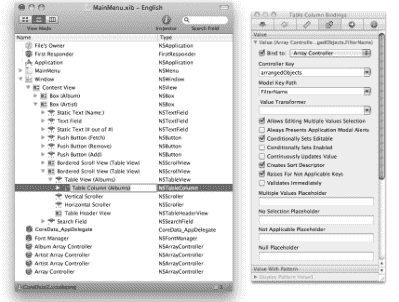 MainMenu.xib – English
View Mode
Inspector
Search Field
Name
Type
File's Owner
NSApplication
First Responder
FirstResponder
Application
NSApplication
MainMenu
NSMenu
Window
NSWindow
Content View
NSView
Box (Album)
NSBox
Box (Artist)
NSBox
Static Text (Name:)
NSTextField
Text Field
NSTextField
Static Text (# out of #)
NSTextField
Push Button (Fetch)
NSButton
Push Button (Remove)
NSButton
Push Button (Add)
NSButton
Bordered Scroll View (Table View)
NSScrollView
Bordered Scroll View (Table View)
NSScrollView
Table View (Albums)
NSTableView
Table Column (Albums)
NSTableColumn
Vertical Scroller
NSScroller
Horizontal Scroller
NSScroller
Table Header View
NSTableHeaderView
Search Field
NSSearchField
CoreData_AppDelegate
CoreData_AppDelegate
Font Manager
NSFontManager
Album Array Controller
NSArrayController
Artist Array Controller
NSArrayController
Artist Array Controller
NSArrayController
Array Controller
NSArrayController
Table Column Bindings
Value
Value (Array Controller
Bind to:
Array Controller
Controller Key
arrangedObjects
Model Key Path
FilterName
Value Transformer
Allows Editing Multiple Values Selection
Always Presents Application Modal Alerts
Conditionally Sets Editable
Conditionally Sets Enabled
Continuously Updates Value
Creates Sort Descriptor
Raises For Not Applicable Keys
Validates Immediately
Multiple Values Placeholder
No Selection Placeholder
Not Applicable Placeholder
Null Placeholder
Value With Pattern